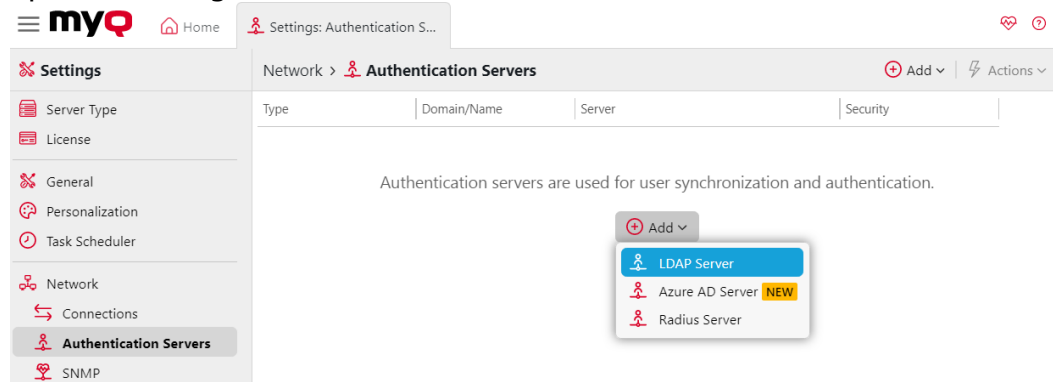 myQ
Home
Settings: Authentication S...
Settings
Network > Authentication Servers
Add
Actions
Server Type
License
General
Personalization
Task Scheduler
Network
Connections
Authentication Servers
SNMP
Type
Domain/Name
Server
Security
Authentication servers are used for user synchronization and authentication.
Add
LDAP Server
Azure AD Server NEW
Radius Server